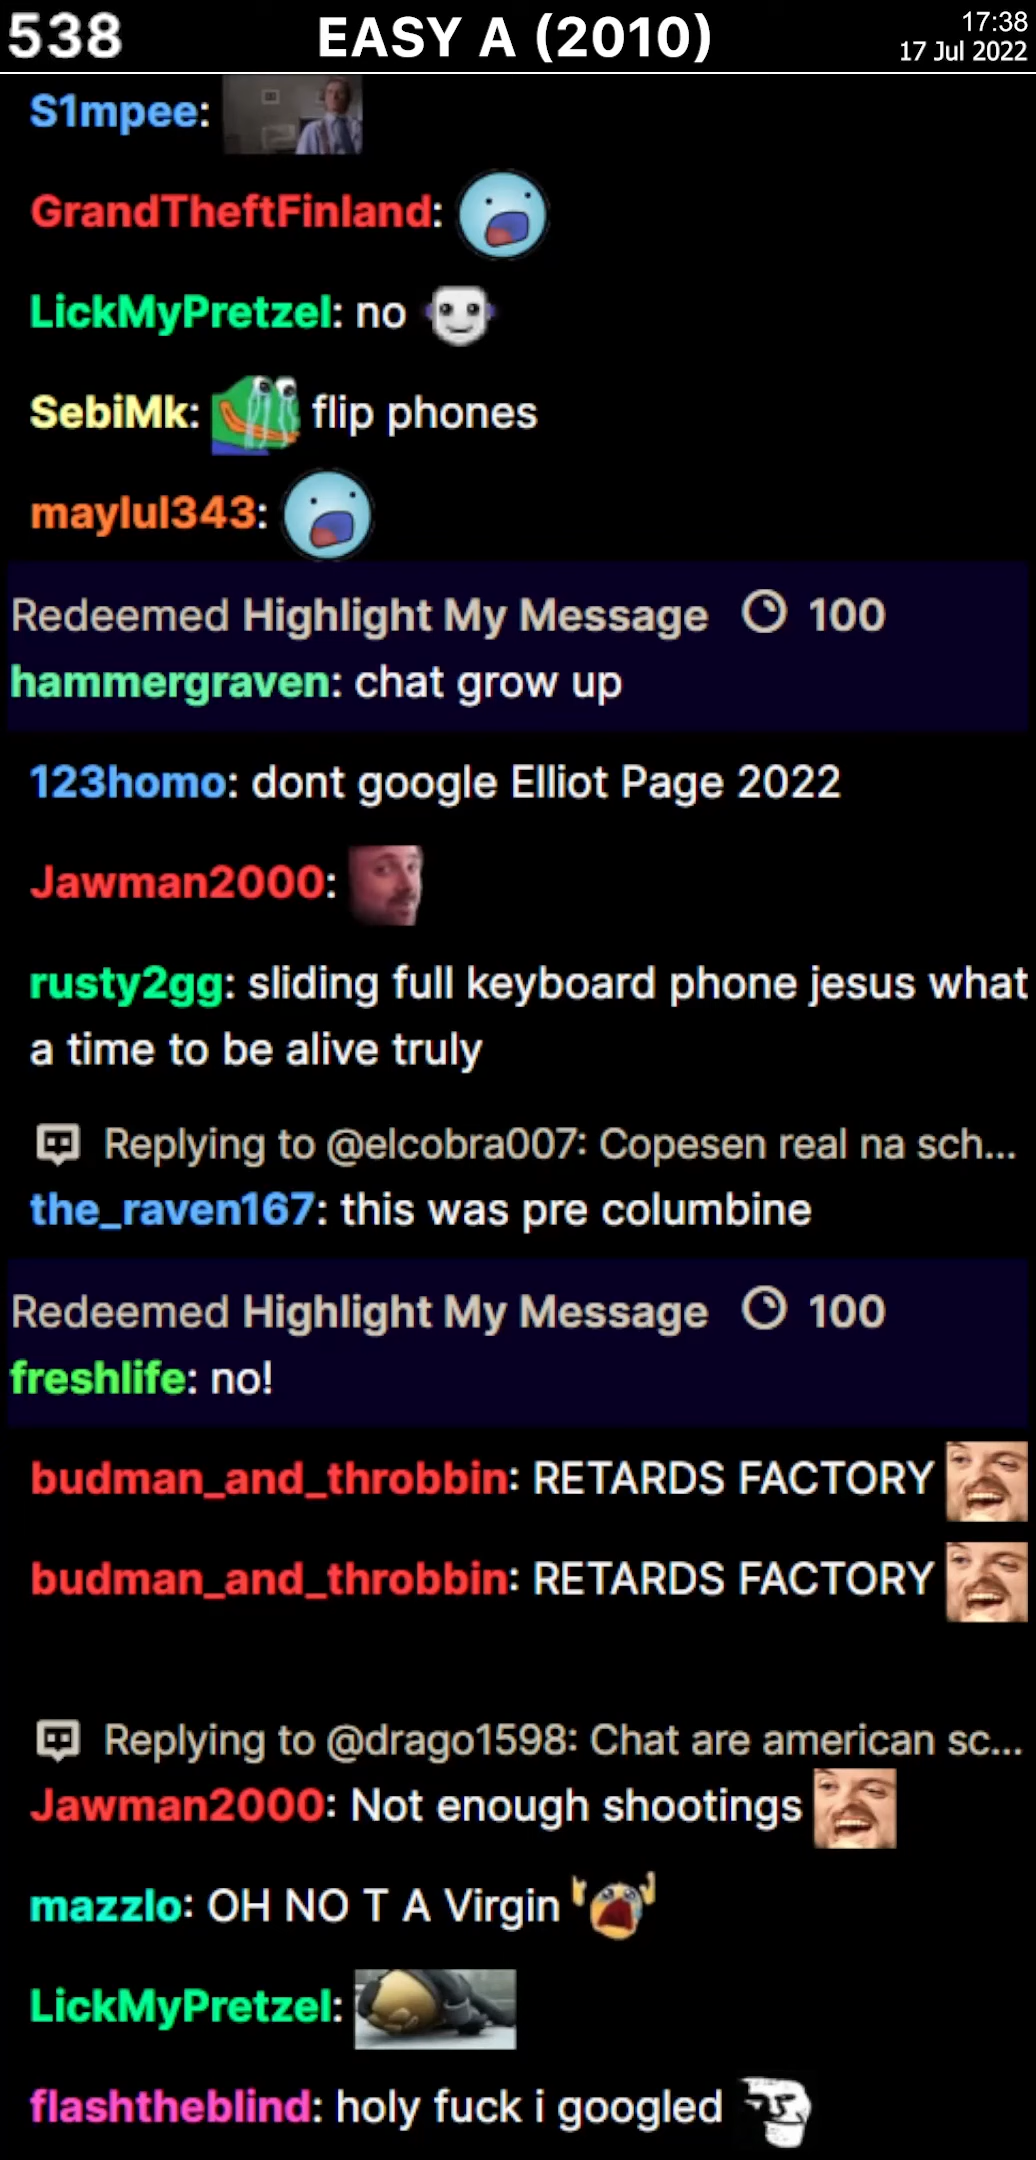 538
EASY A (2010)
17:38
17 Jul 2022
S1mpee:
GrandTheftFinland:
LickMyPretzel: no
SebiMk: flip phones
maylul343:
Redeemed Highlight My Message 100
hammergraven: chat grow up
123homo: dont google Elliot Page 2022
Jawman2000:
rusty2gg: sliding full keyboard phone jesus what
a time to be alive truly
Replying to @elcobra007: Copesen real na sch...
the_raven167: this was pre columbine
Redeemed Highlight My Message 100
freshlife: no!
budman_and_throbbin: RETARDS FACTORY
budman_and_throbbin: RETARDS FACTORY
Replying to @drago1598: Chat are american sc...
Jawman2000: Not enough shootings
mazzlo: OH NO T A Virgin
LickMyPretzel:
flashtheblind: holy fuck i googled